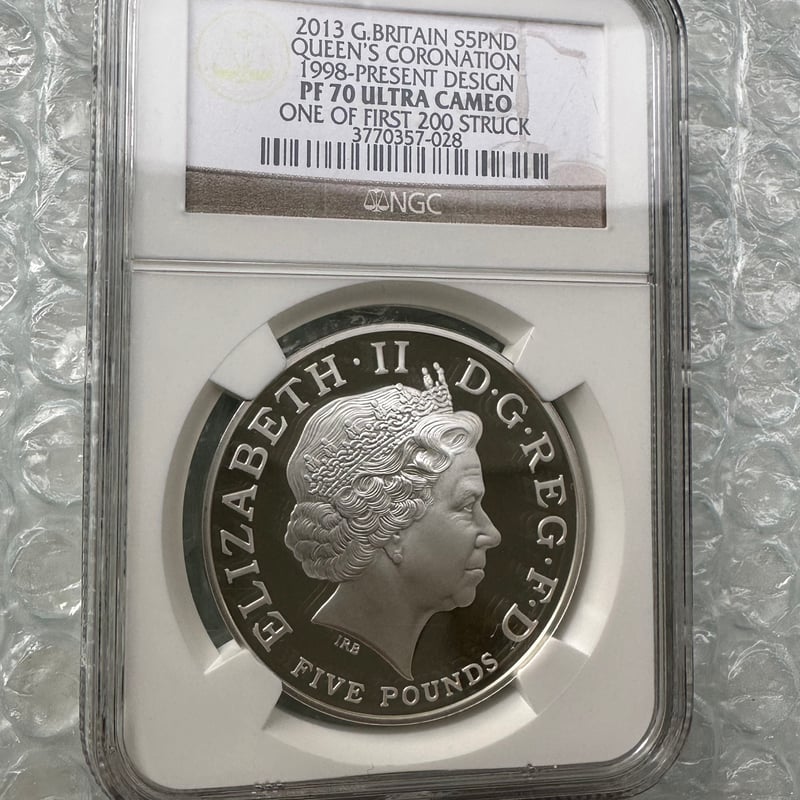 2013 G.BRITAIN S5PND
QUEEN'S CORONATION
1998-PRESENT DESIGN
PF 70 ULTRA CAMEO
ONE OF FIRST 200 STRUCK
3770357-028
NGC
ELIZABETH·II D·G·REG·F·D
IRB
FIVE POUNDS